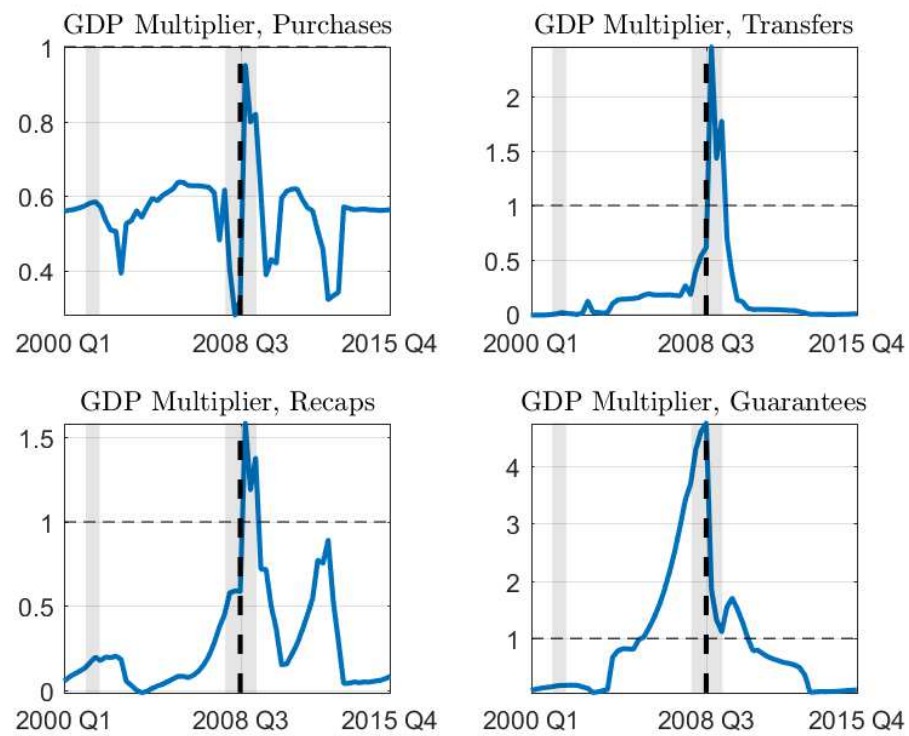 GDP Multiplier, Purchases
1
0.8
0.6
0.4
2000 Q1 2008 Q3 2015 Q4
GDP Multiplier, Transfers
2
1.5
1
0.5
0
2000 Q1 2008 Q3 2015 Q4
GDP Multiplier, Recaps
1.5
1
0.5
0
2000 Q1 2008 Q3 2015 Q4
GDP Multiplier, Guarantees
4
3
2
1
2000 Q1 2008 Q3 2015 Q4